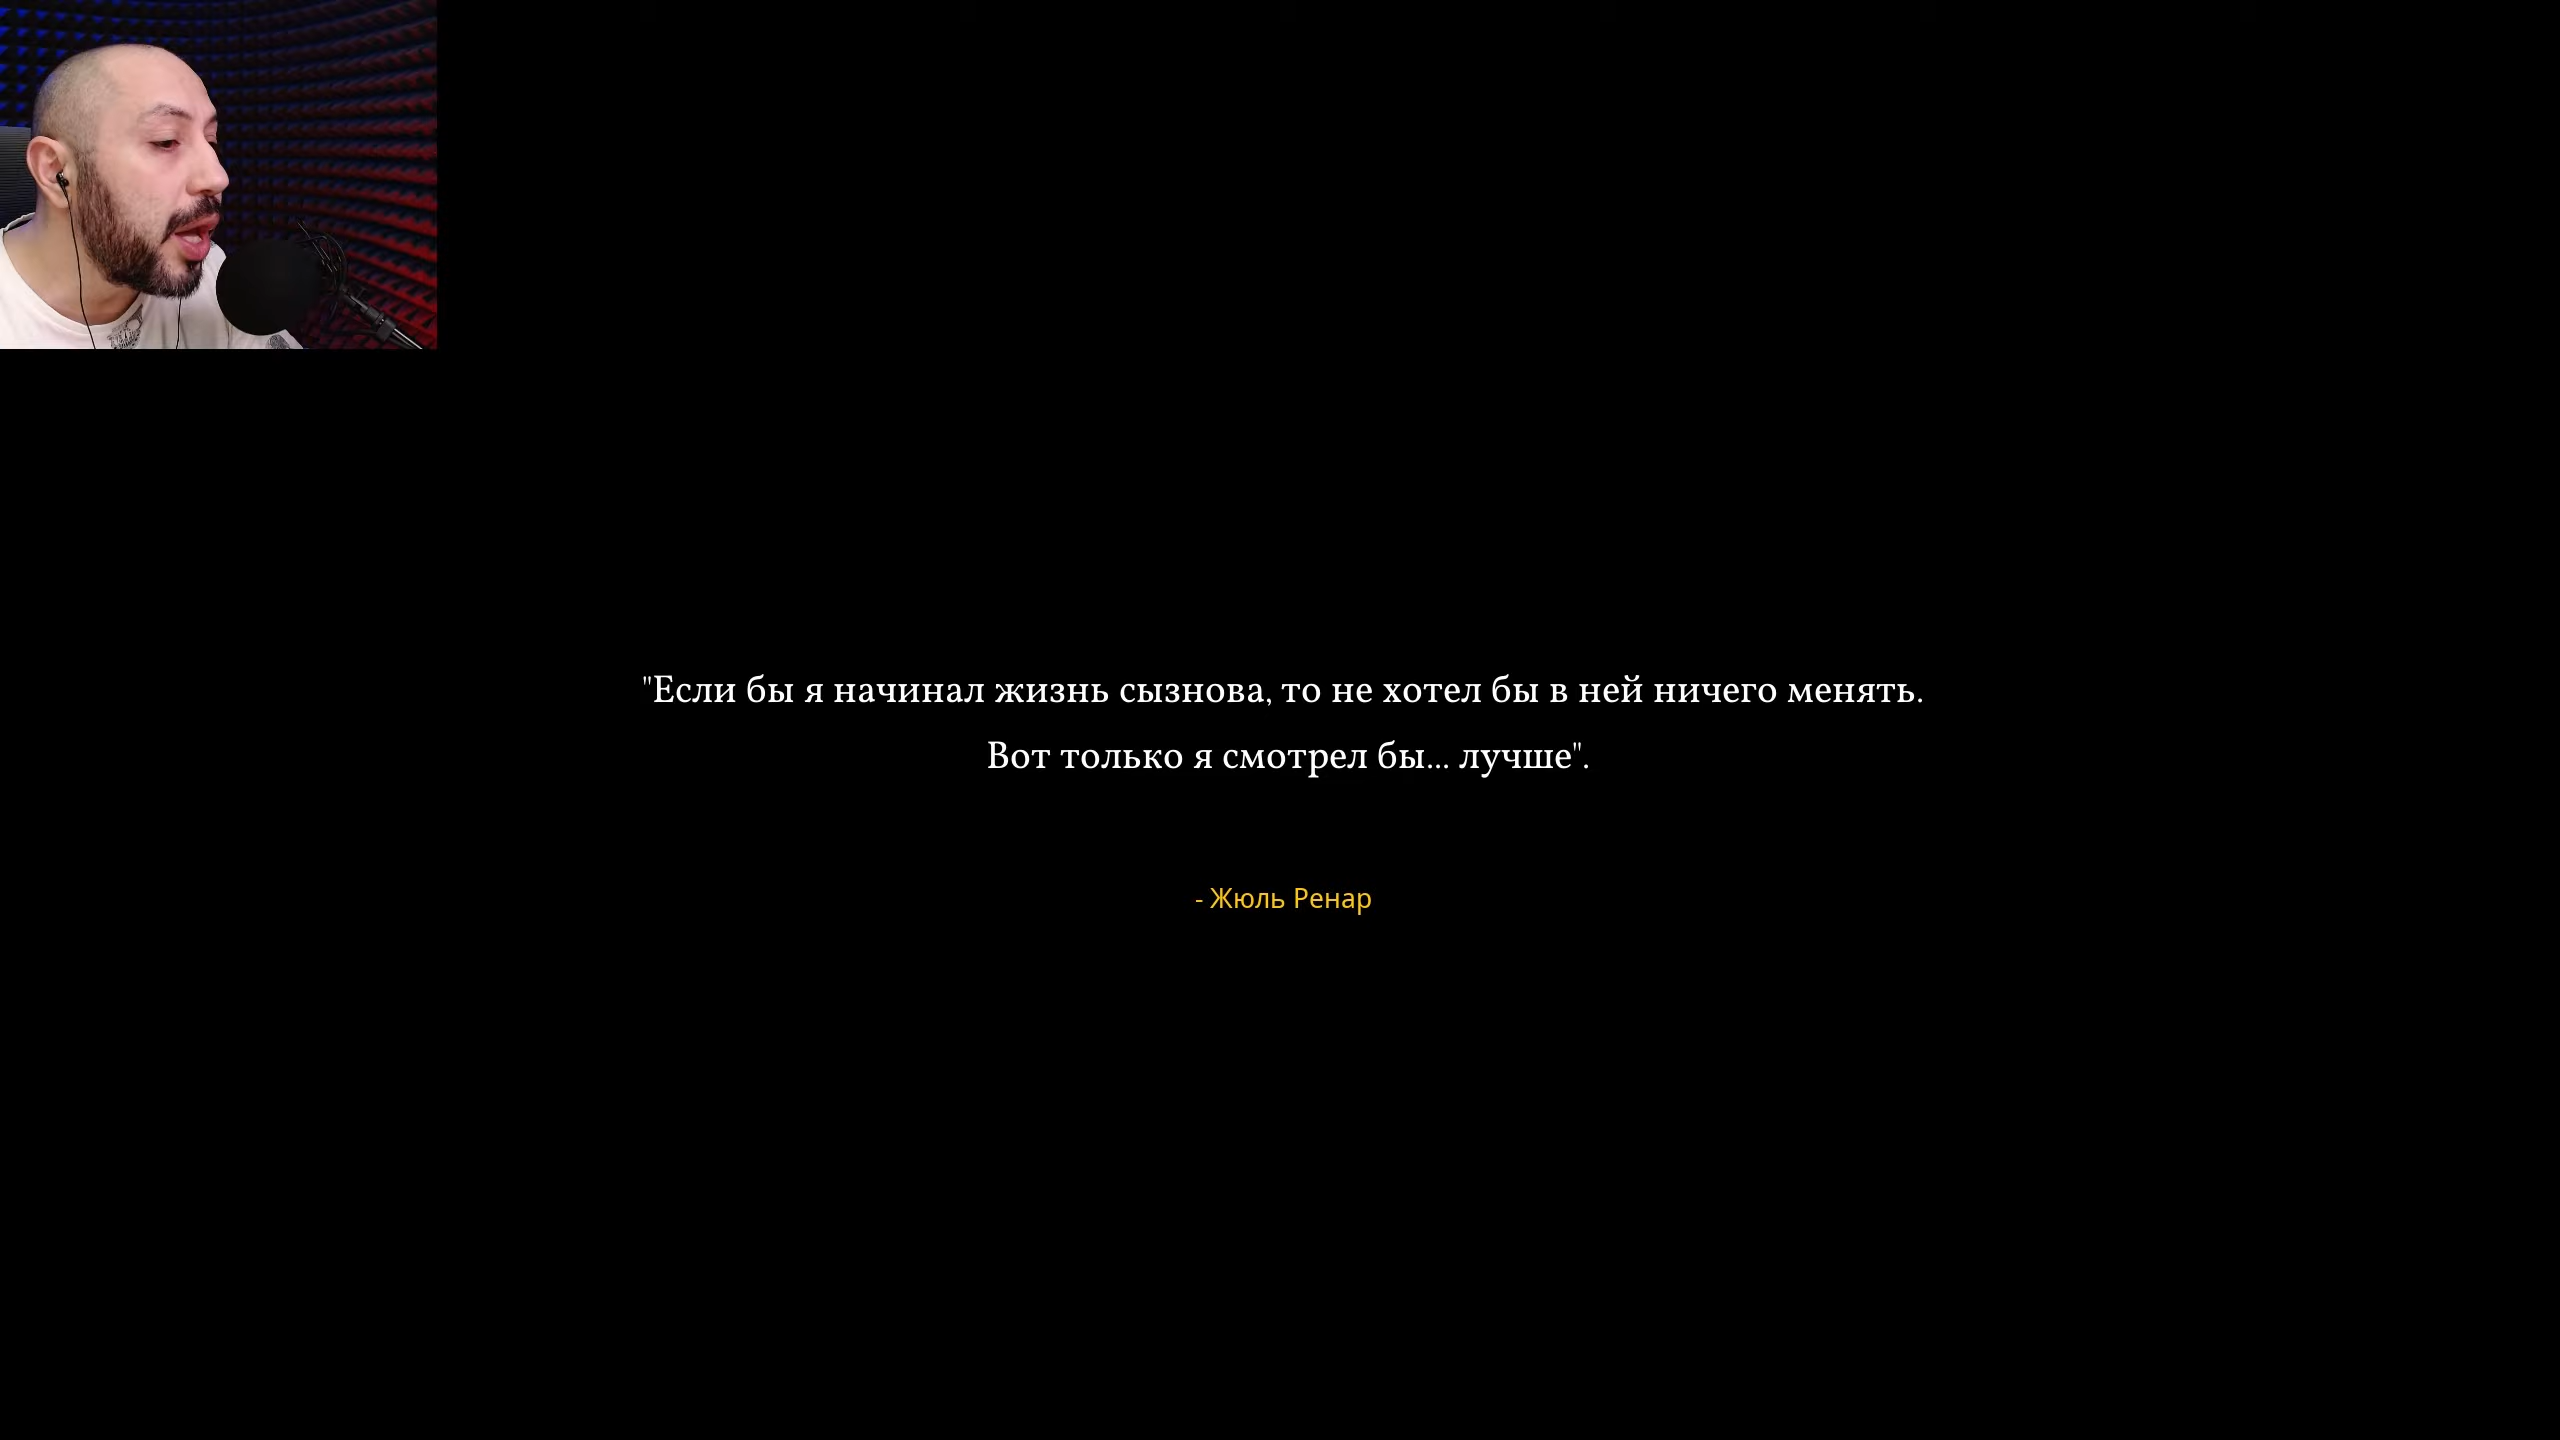 "Если бы я начинал жизнь сызнова, то не хотел бы в ней ничего менять.
Вот только я смотрел бы... лучше".
- Жюль Ренар